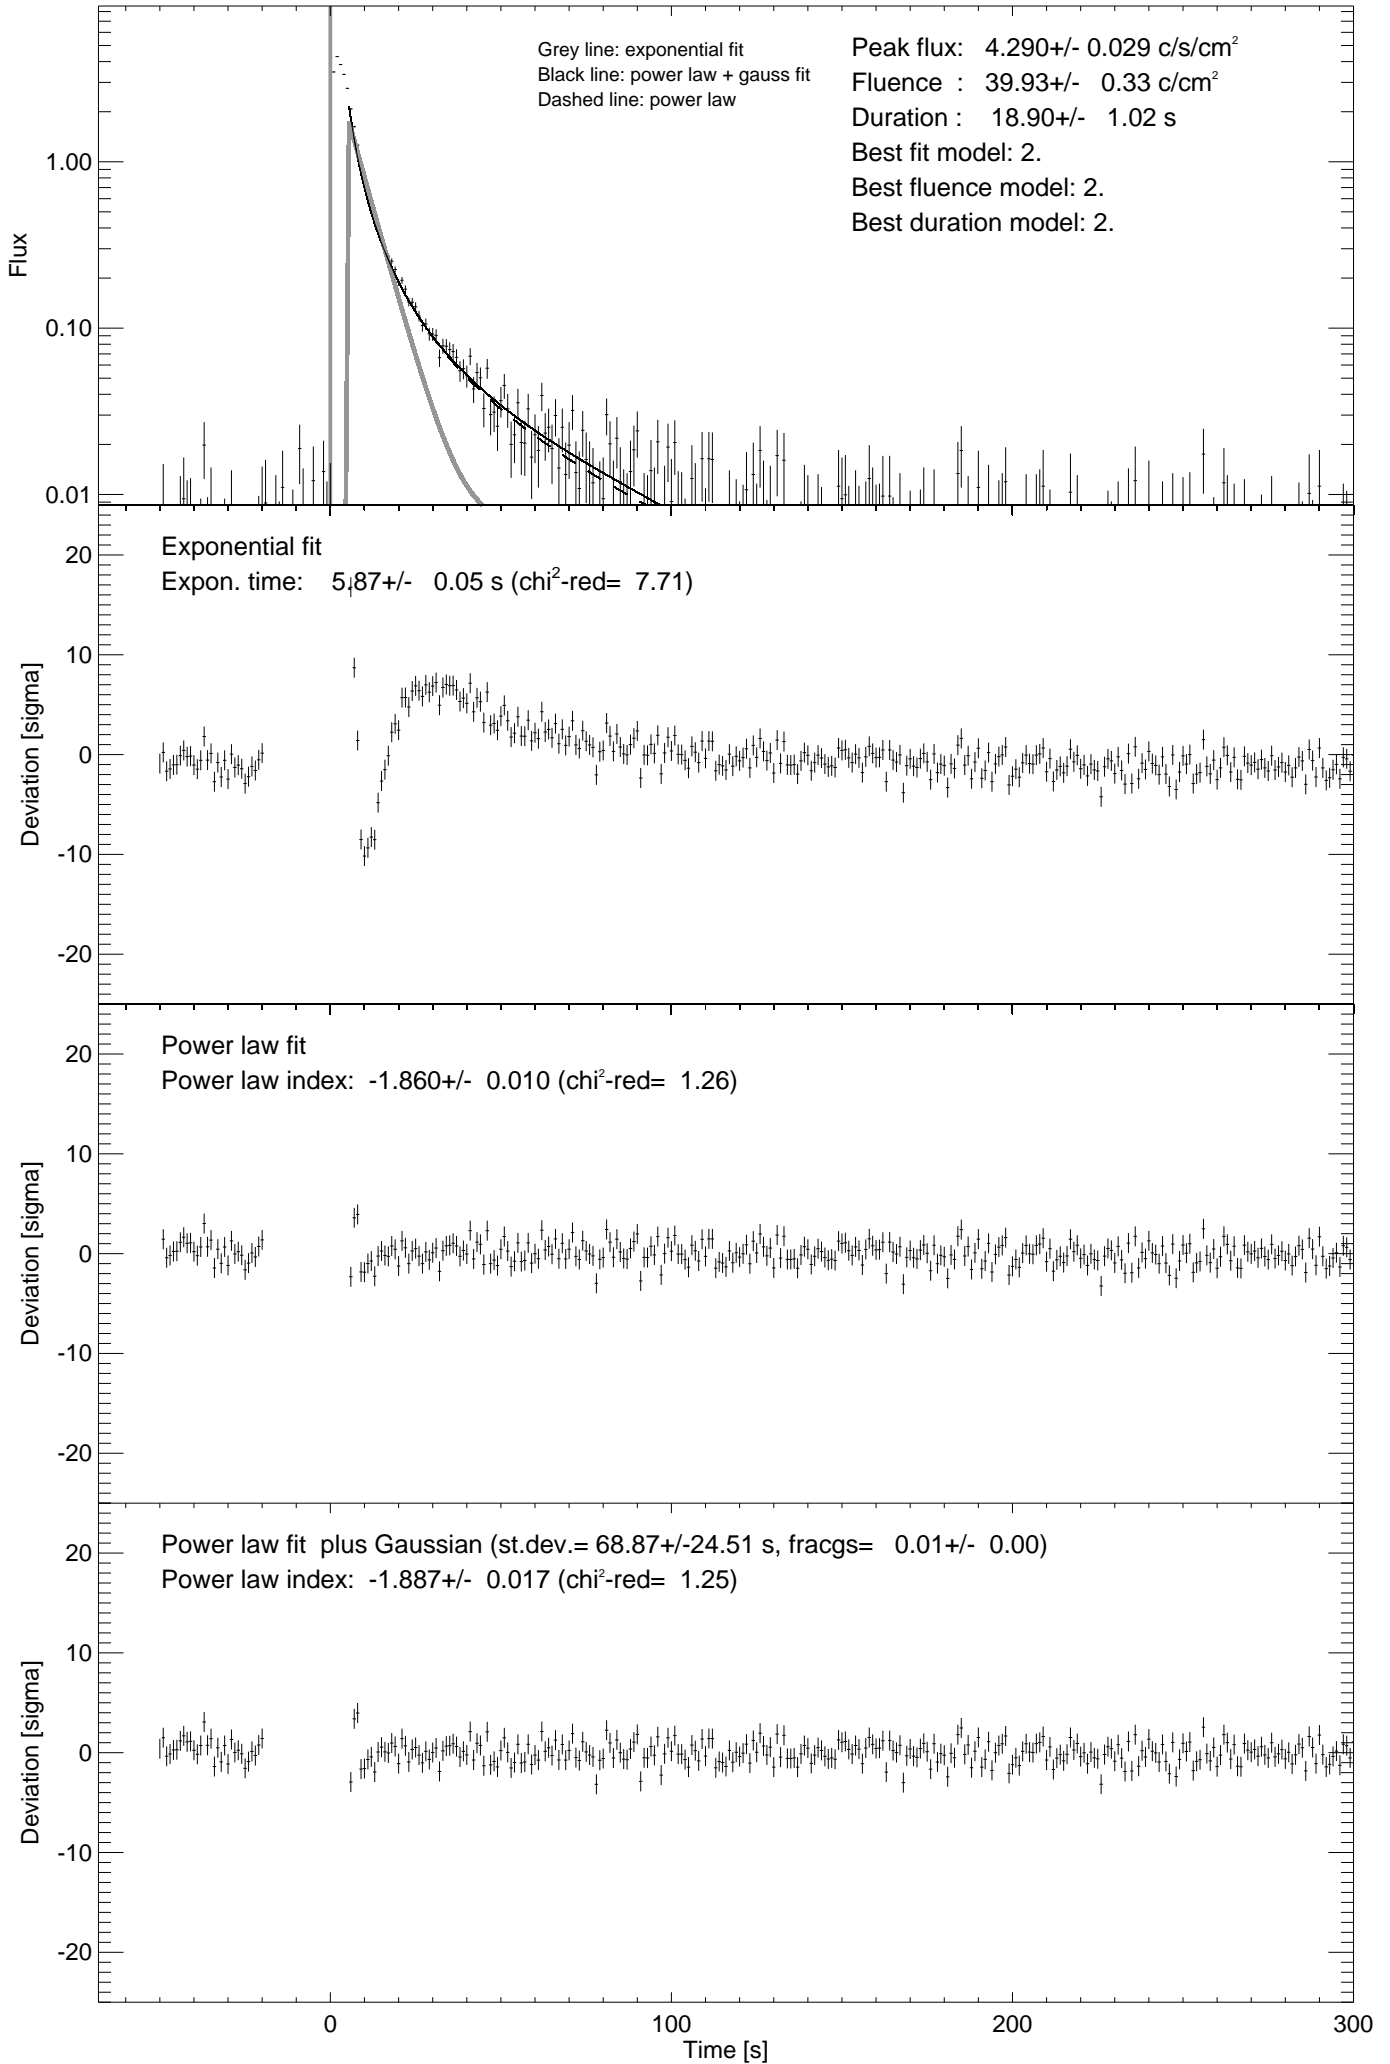 Grey line: exponential fit
Black line: power law + gauss fit
Dashed line: power law
Peak flux: 4.290+/- 0.029 c/s/cm²
Fluence : 39.93+/- 0.33 c/cm²
Duration : 18.90+/- 1.02 s
Best fit model: 2.
Best fluence model: 2.
Best duration model: 2.
Flux
1.00
0.10
0.01
Exponential fit
Expon. time: 5.87+/- 0.05 s (chi²-red= 7.71)
Deviation [sigma]
20
10
0
-10
-20
Power law fit
Power law index: -1.860+/- 0.010 (chi²-red= 1.26)
Deviation [sigma]
20
10
0
-10
-20
Power law fit plus Gaussian (st.dev.= 68.87+/-24.51 s, fracgs= 0.01+/- 0.00)
Power law index: -1.887+/- 0.017 (chi²-red= 1.25)
Deviation [sigma]
20
10
0
-10
-20
0 100 200 300
Time [s]